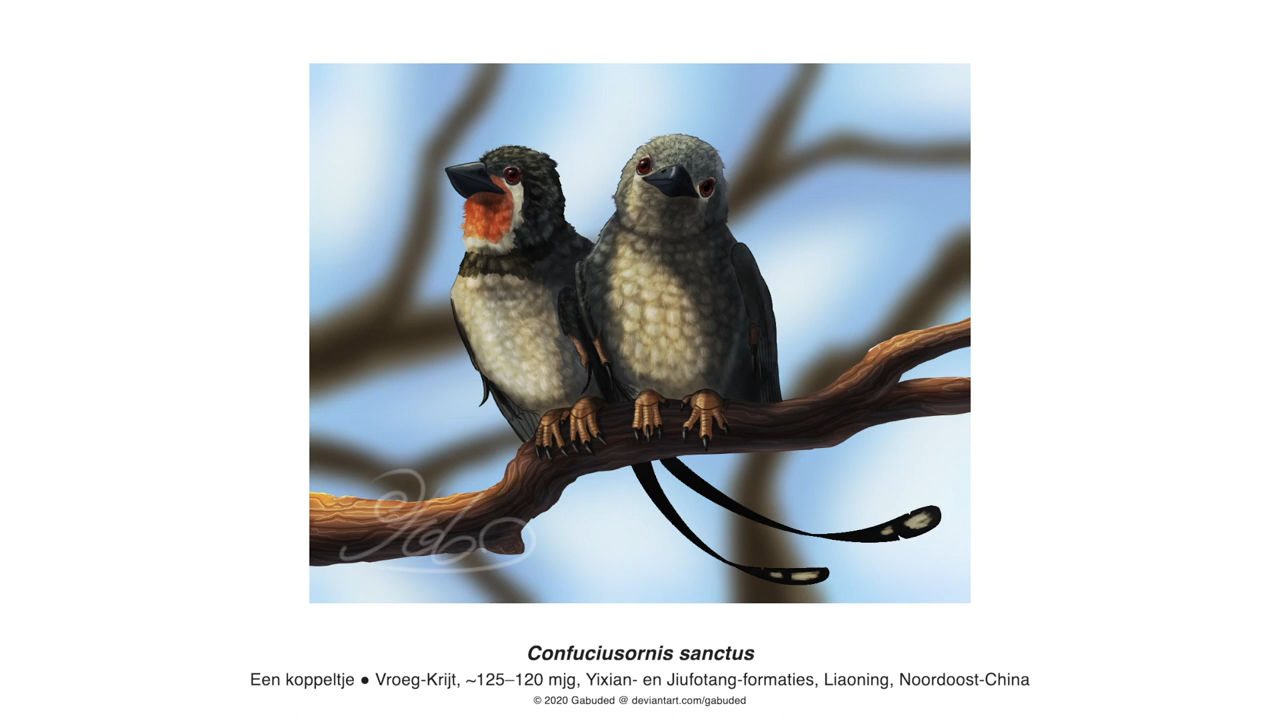 Confuciusornis sanctus
Een koppeltje ● Vroeg-Krijt, ~125–120 mjg, Yixian- en Jiufotang-formaties, Liaoning, Noordoost-China
© 2020 Gabuded @ deviantart.com/gabuded